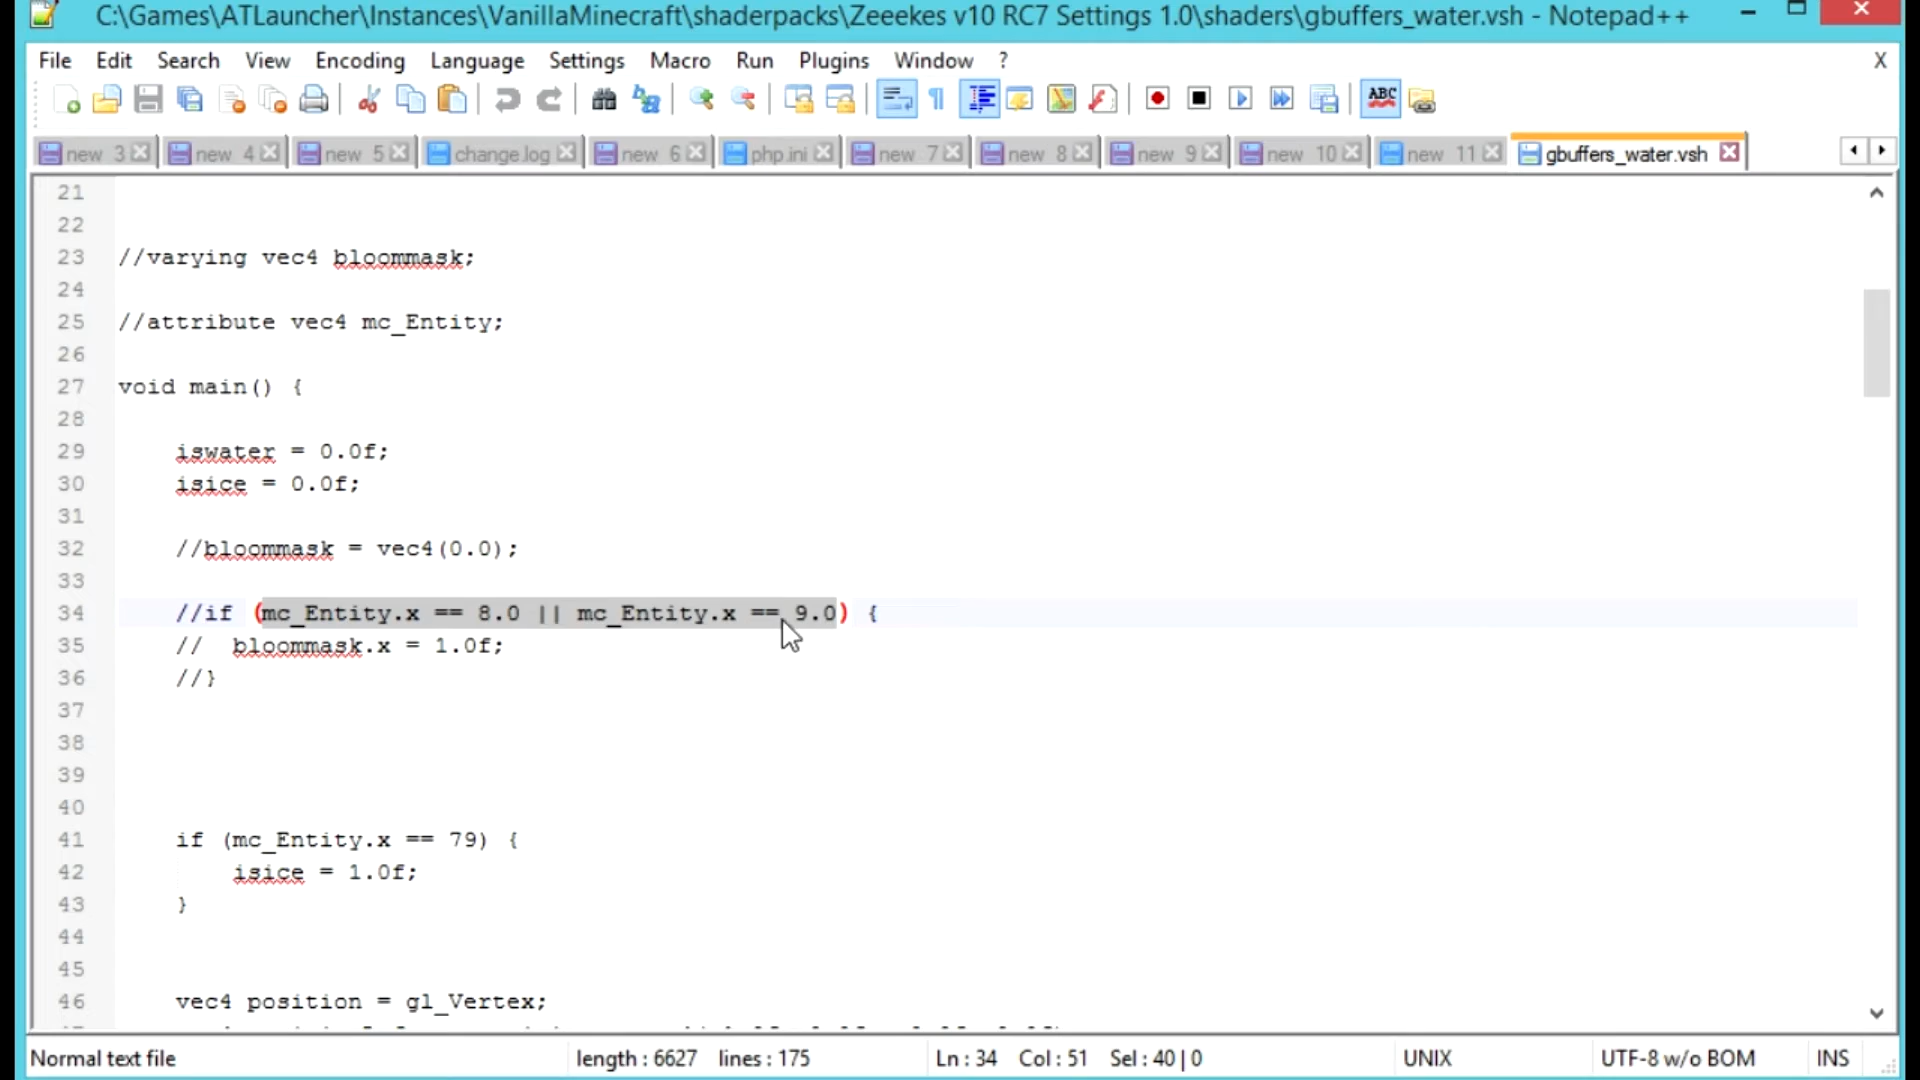 C:\Games\ATLauncher\Instances\VanillaMinecraft\shaderpacks\Zeeekes v10 RC7 Settings 1.0\shaders\gbuffers_water.vsh - Notepad++
File Edit Search View Encoding Language Settings Macro Run Plugins Window ? X
ABC
new 3 new 4 new 5 change.log new 6 php.ini new 7 new 8 new 9 new 10 new 11 gbuffers_water.vsh
21
22
23 //varying vec4 bloommask;
24
25 //attribute vec4 mc_Entity;
26
27 void main() {
28
29 iswater = 0.0f;
30 isice = 0.0f;
31
32 //bloommask = vec4(0.0);
33
34 //if (mc_Entity.x == 8.0 || mc_Entity.x == 9.0) {
35 // bloommask.x = 1.0f;
36 //}
37
38
39
40
41 if (mc_Entity.x == 79) {
42 isice = 1.0f;
43 }
44
45
46 vec4 position = gl_Vertex;
Normal text file length : 6627 lines : 175 Ln : 34 Col : 51 Sel : 40 | 0 UNIX UTF-8 w/o BOM INS